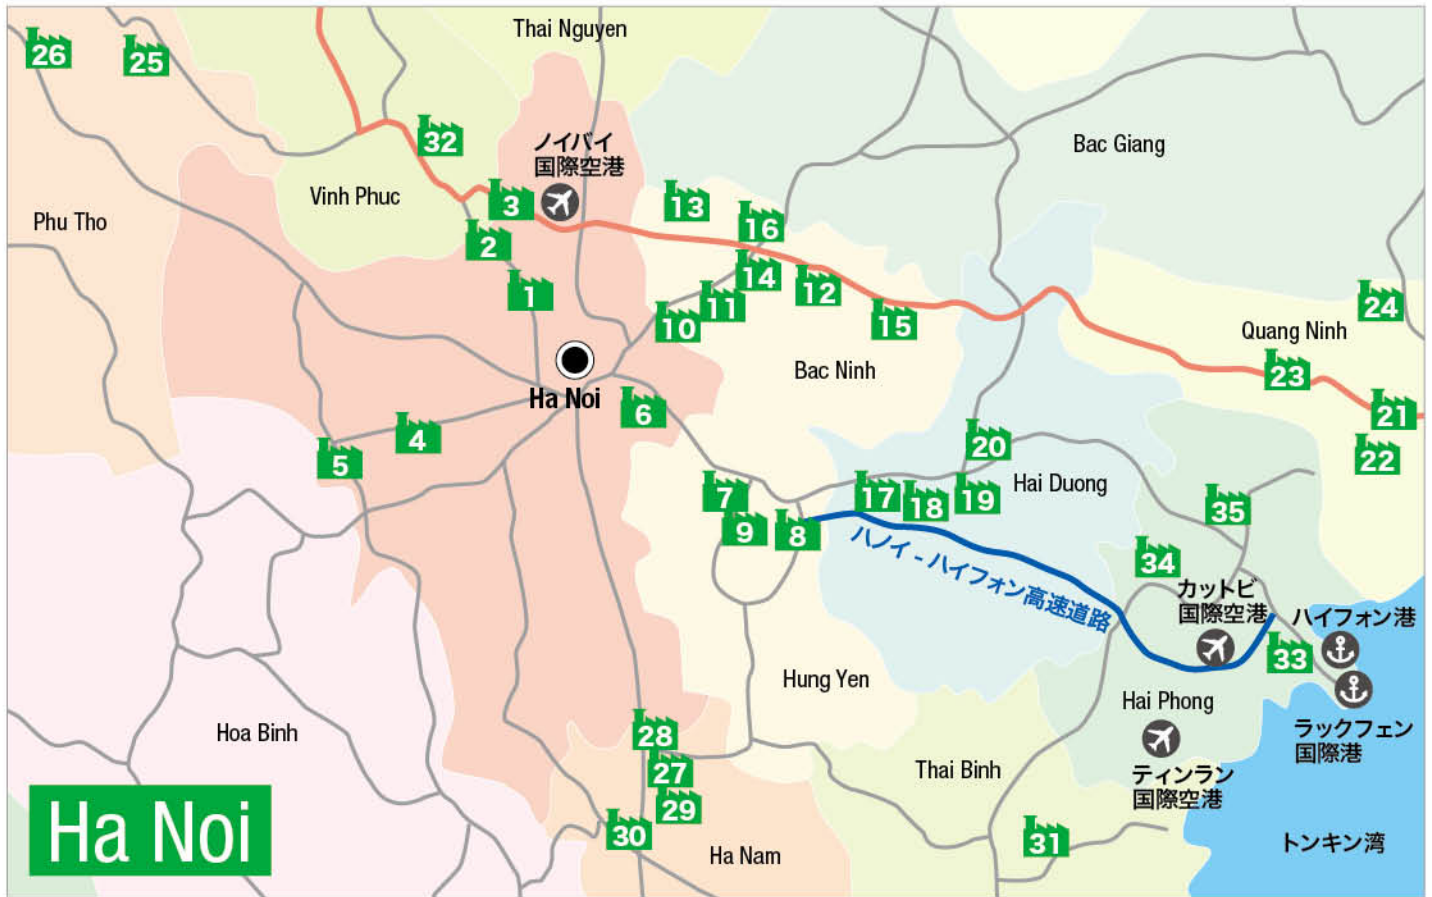 Thai Nguyen
26
25
32
ノイバイ
国際空港
Bac Giang
Vinh Phuc
Phu Tho
3
13
16
2
1
14
12
11
10
15
24
Quang Ninh
23
21
22
Bac Ninh
Ha Noi
6
4
5
20
Hai Duong
7
9
8
17
18
19
35
34
ハノイ - ハイフォン高速道路
カットビ
国際空港
ハイフォン港
33
ラックフェン
国際港
Hung Yen
Hai Phong
ティンラン
国際空港
Hoa Binh
28
27
29
30
Thai Binh
31
Ha Nam
トンキン湾
Ha Noi